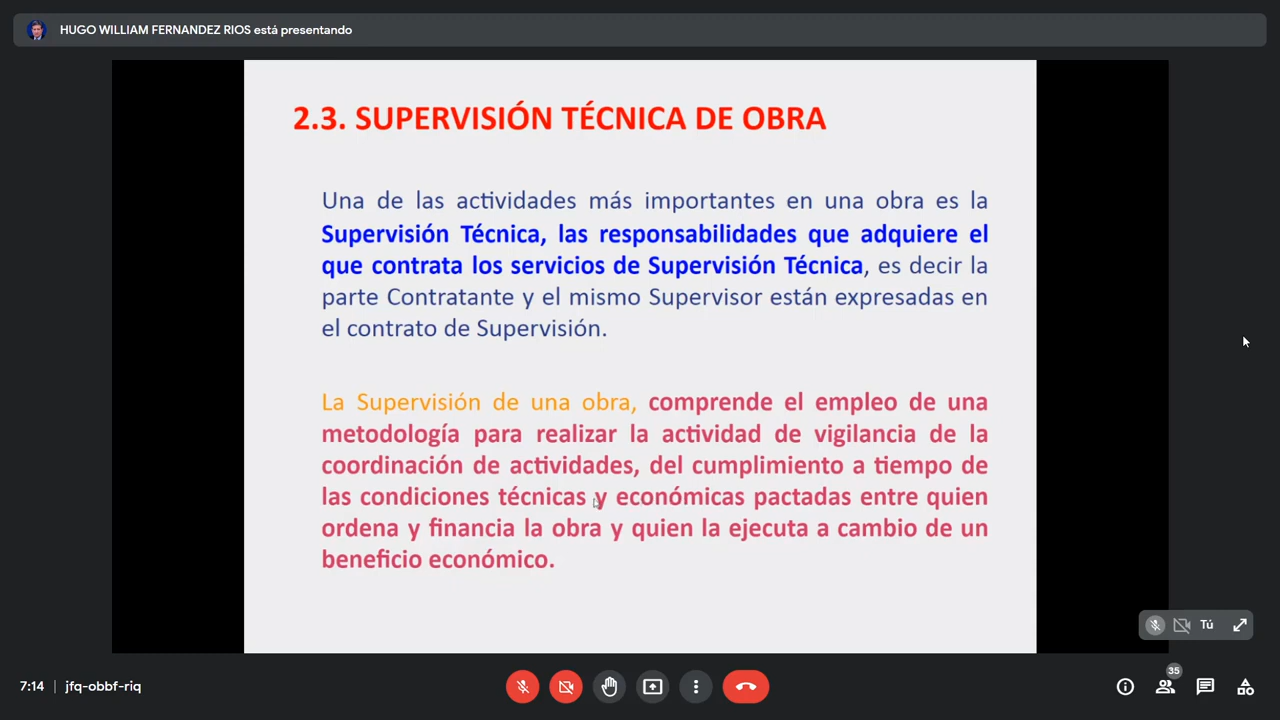 HUGO WILLIAM FERNANDEZ RIOS está presentando
2.3. SUPERVISIÓN TÉCNICA DE OBRA
Una de las actividades más importantes en una obra es la
Supervisión Técnica, las responsabilidades que adquiere el
que contrata los servicios de Supervisión Técnica, es decir la
parte Contratante y el mismo Supervisor están expresadas en
el contrato de Supervisión.
La Supervisión de una obra, comprende el empleo de una
metodología para realizar la actividad de vigilancia de la
coordinación de actividades, del cumplimiento a tiempo de
las condiciones técnicas y económicas pactadas entre quien
ordena y financia la obra y quien la ejecuta a cambio de un
beneficio económico.
Tú
7:14 | jfq-obbf-riq
35